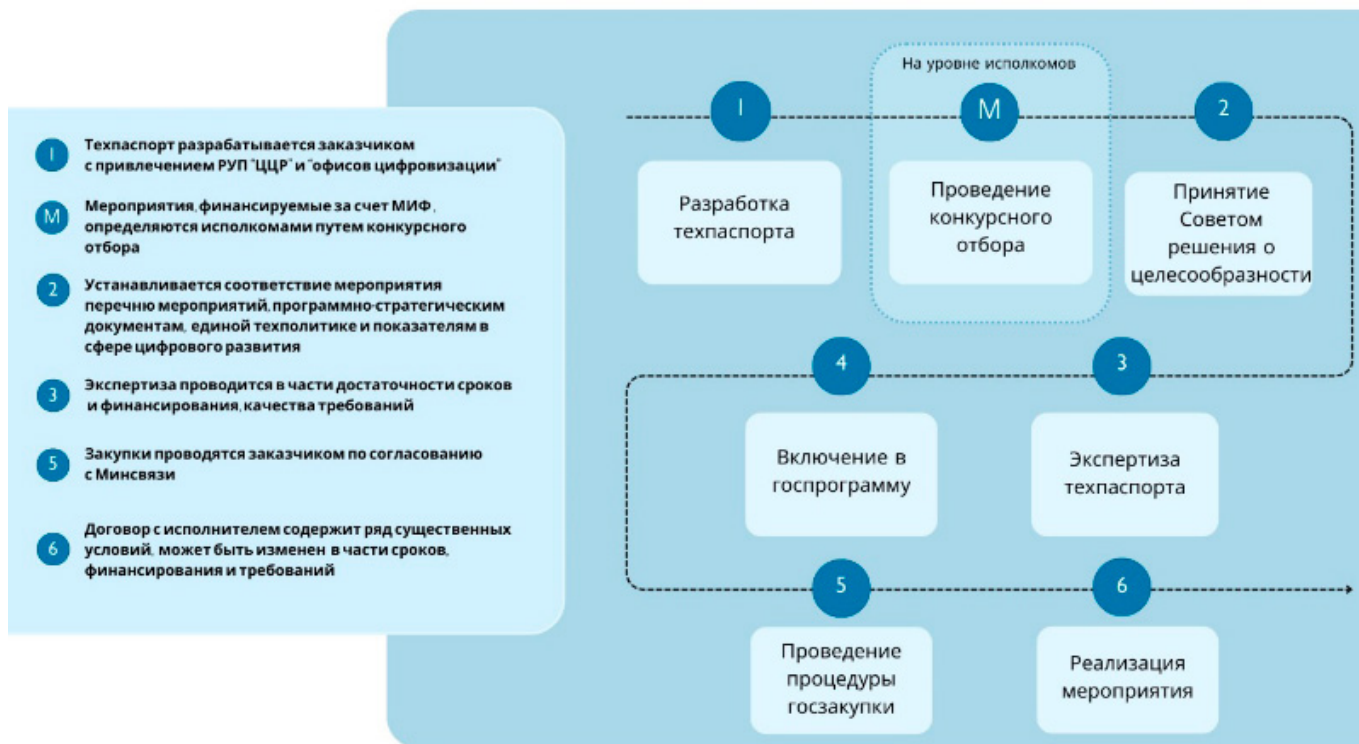 I
Техпаспорт разрабатывается заказчиком
с привлечением РУП "ЦЦР" и "офисов цифровизации"
M
Мероприятия, финансируемые за счет МИФ,
определяются исполкомами путем конкурсного
отбора
2
Устанавливается соответствие мероприятия
перечню мероприятий, программно-стратегическим
документам, единой техполитике и показателям в
сфере цифрового развития
3
Экспертиза проводится в части достаточности сроков
и финансирования, качества требований
5
Закупки проводятся заказчиком по согласованию
с Минсвязи
6
Договор с исполнителем содержит ряд существенных
условий, может быть изменен в части сроков,
финансирования и требований
На уровне исполкомов
I
Разработка
техпаспорта
M
Проведение
конкурсного
отбора
2
Принятие
Советом
решения о
целесообразности
4
Включение в
госпрограмму
3
Экспертиза
техпаспорта
5
Проведение
процедуры
госзакупки
6
Реализация
мероприятия